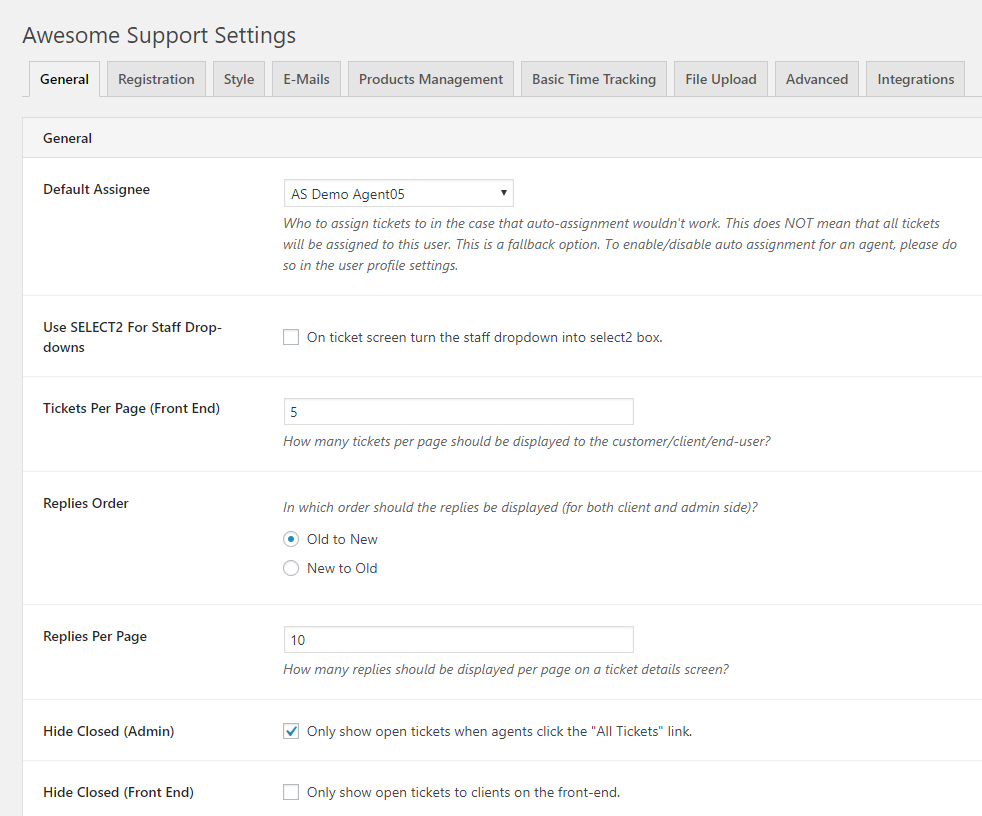 Awesome Support Settings
General Registration Style E-Mails Products Management Basic Time Tracking File Upload Advanced Integrations
General
Default Assignee
AS Demo Agent05
Who to assign tickets to in the case that auto-assignment wouldn't work. This does NOT mean that all tickets
will be assigned to this user. This is a fallback option. To enable/disable auto assignment for an agent, please do
so in the user profile settings.
Use SELECT2 For Staff Drop-
downs
On ticket screen turn the staff dropdown into select2 box.
Tickets Per Page (Front End)
5
How many tickets per page should be displayed to the customer/client/end-user?
Replies Order
In which order should the replies be displayed (for both client and admin side)?
Old to New
New to Old
Replies Per Page
10
How many replies should be displayed per page on a ticket details screen?
Hide Closed (Admin)
Only show open tickets when agents click the "All Tickets" link.
Hide Closed (Front End)
Only show open tickets to clients on the front-end.